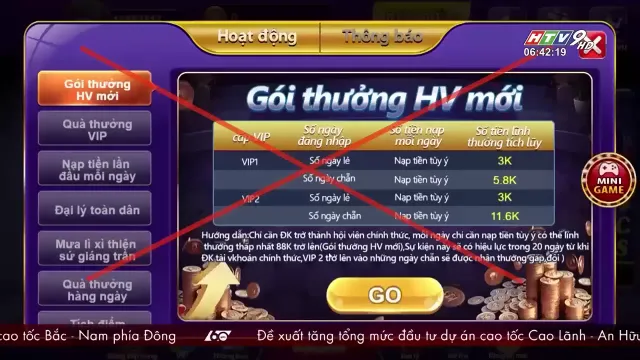 Hoạt động
Thông báo
HTV9 HD
06:42:19
Gói thưởng
HV mới
Quà thưởng
VIP
Nạp tiền lần
đầu mỗi ngày
Đại lý toàn dân
Mưa lì xì thiện
sứ giáng trần
Quà thưởng
hàng ngày
Tích điểm
Gói thưởng HV mới
cấp VIP
Số ngày
đăng nhập
Số tiền nạp
mỗi ngày
Số tiền lĩnh
thưởng tích lũy
VIP1
Số ngày lẻ
Nạp tiền tùy ý
3K
Số ngày chẵn
Nạp tiền tùy ý
5.8K
VIP2
Số ngày lẻ
Nạp tiền tùy ý
3K
Số ngày chẵn
Nạp tiền tùy ý
11.6K
Hướng dẫn:Chỉ cần ĐK trở thành hội viên chính thức, mỗi ngày chỉ cần nạp tiền tùy ý có thể lĩnh
thưởng thấp nhất 88K trở lên(Gói thưởng HV mới),Sự kiện này sẽ có hiệu lực trong 20 ngày từ khi
ĐK tài khoản chính thức,VIP 2 trở lên vào những ngày chẵn sẽ được nhận thưởng gấp đôi )
GO
MINI
GAME
cao tốc Bắc - Nam phía Đông
Đề xuất tăng tổng mức đầu tư dự án cao tốc Cao Lãnh - An Hữu